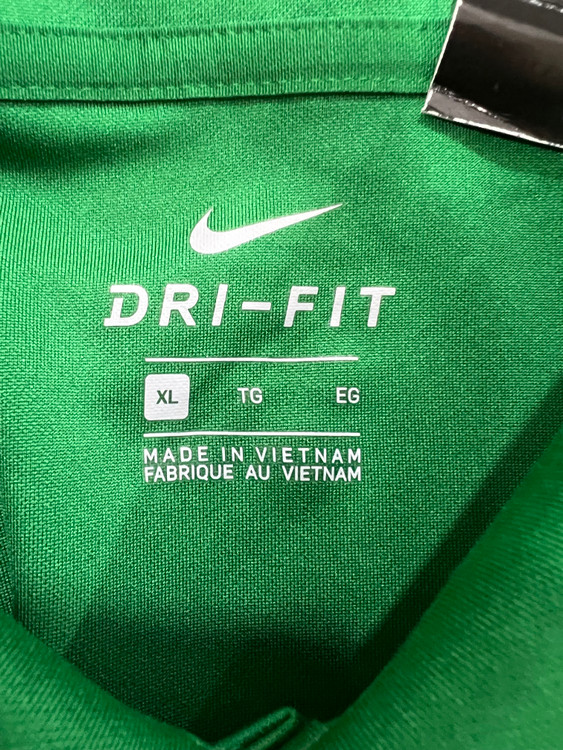 DRI-FIT
XL TG EG
MADE IN VIETNAM
FABRIQUE AU VIETNAM